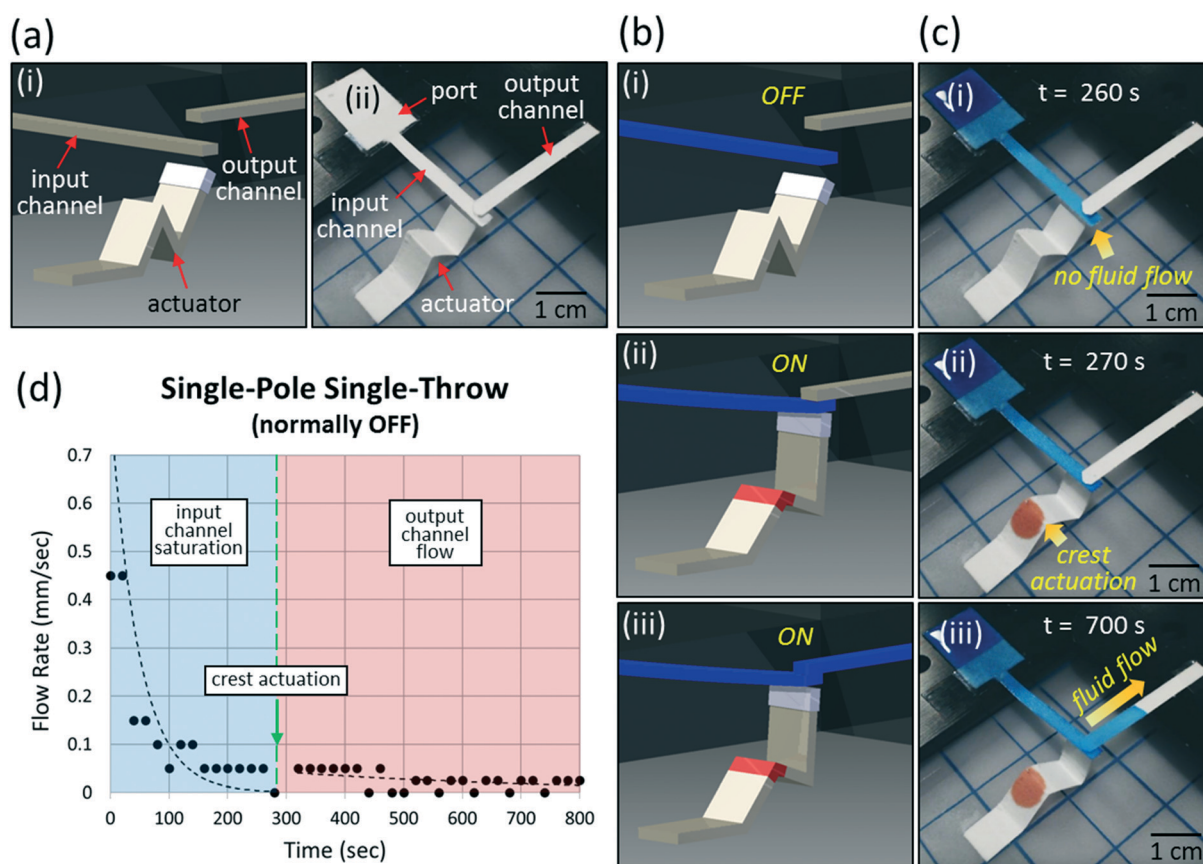 (a)
(i)
input
channel
output
channel
actuator
(ii)
port
output
channel
input
channel
actuator
1 cm
(b)
(i)
OFF
(ii)
ON
(iii)
ON
(c)
(i)
t = 260 s
no fluid flow
1 cm
(ii)
t = 270 s
crest
actuation
1 cm
(iii)
t = 700 s
fluid flow
1 cm
(d)
Single-Pole Single-Throw
(normally OFF)
Flow Rate (mm/sec)
0.7
0.6
0.5
0.4
0.3
0.2
0.1
0
input
channel
saturation
output
channel
flow
crest actuation
0 100 200 300 400 500 600 700 800
Time (sec)